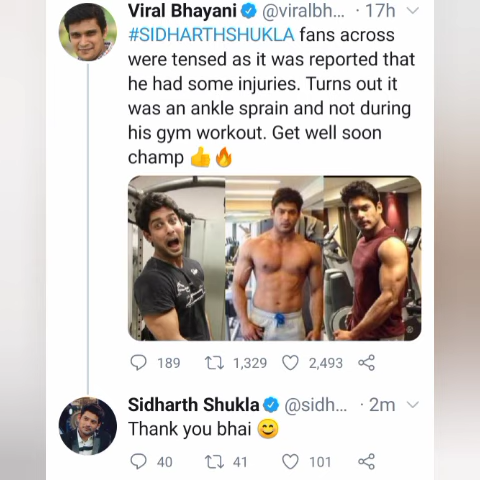 Viral Bhayani @viralbh... · 17h
#SIDHARTHSHUKLA fans across
were tensed as it was reported that
he had some injuries. Turns out it
was an ankle sprain and not during
his gym workout. Get well soon
champ 👍🔥
189 1,329 2,493
Sidharth Shukla @sidh... · 2m
Thank you bhai 😊
40 41 101